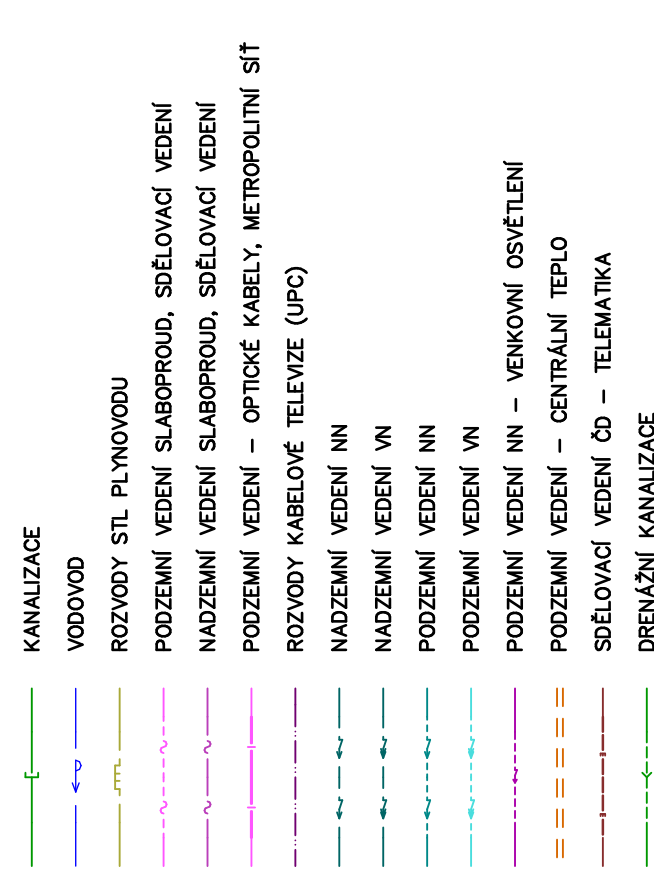 KANALIZACE
VODOVOD
ROZVODY STL PLYNOVODU
PODZEMNÍ VEDENÍ SLABOPROUD, SDĚLOVACÍ VEDENÍ
NADZEMNÍ VEDENÍ SLABOPROUD, SDĚLOVACÍ VEDENÍ
PODZEMNÍ VEDENÍ – OPTICKÉ KABELY, METROPOLITNÍ SÍŤ
ROZVODY KABELOVÉ TELEVIZE (UPC)
NADZEMNÍ VEDENÍ NN
NADZEMNÍ VEDENÍ VN
PODZEMNÍ VEDENÍ NN
PODZEMNÍ VEDENÍ VN
PODZEMNÍ VEDENÍ NN – VENKOVNÍ OSVĚTLENÍ
PODZEMNÍ VEDENÍ – CENTRÁLNÍ TEPLO
SDĚLOVACÍ VEDENÍ ČD – TELEMATIKA
DRENÁŽNÍ KANALIZACE